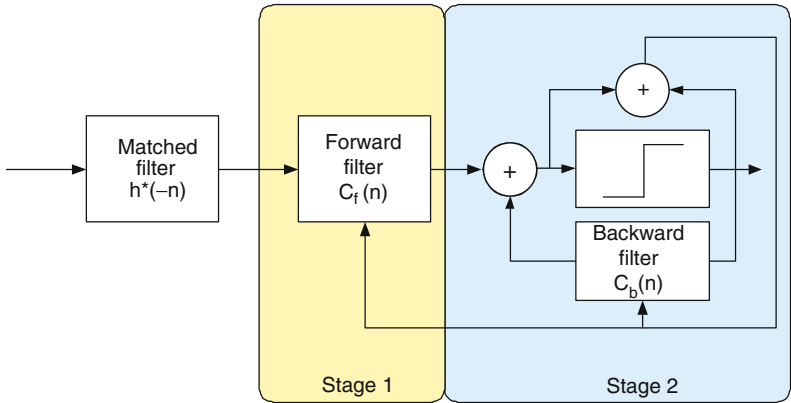 Matched
filter
h*(–n)
Forward
filter
C_f (n)
+
+
Backward
filter
C_b(n)
Stage 1
Stage 2